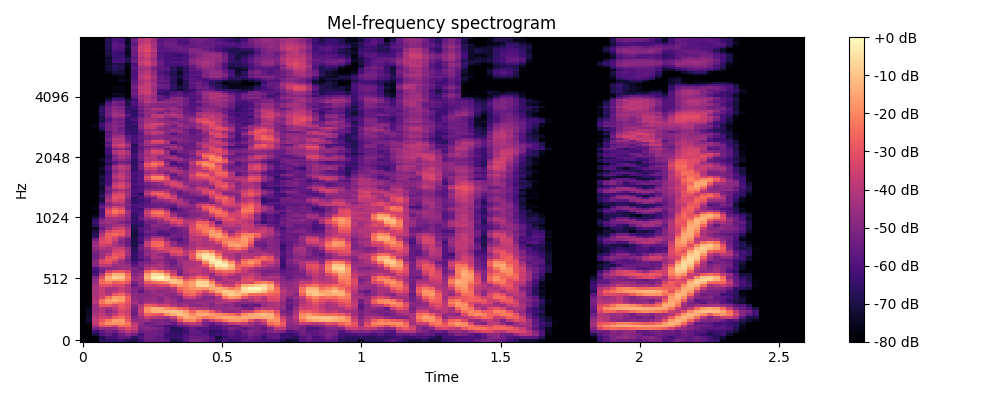 Mel-frequency spectrogram
+0 dB
-10 dB
-20 dB
-30 dB
-40 dB
-50 dB
-60 dB
-70 dB
-80 dB
4096
2048
1024
512
0
Hz
0
0.5
1
1.5
2
2.5
Time